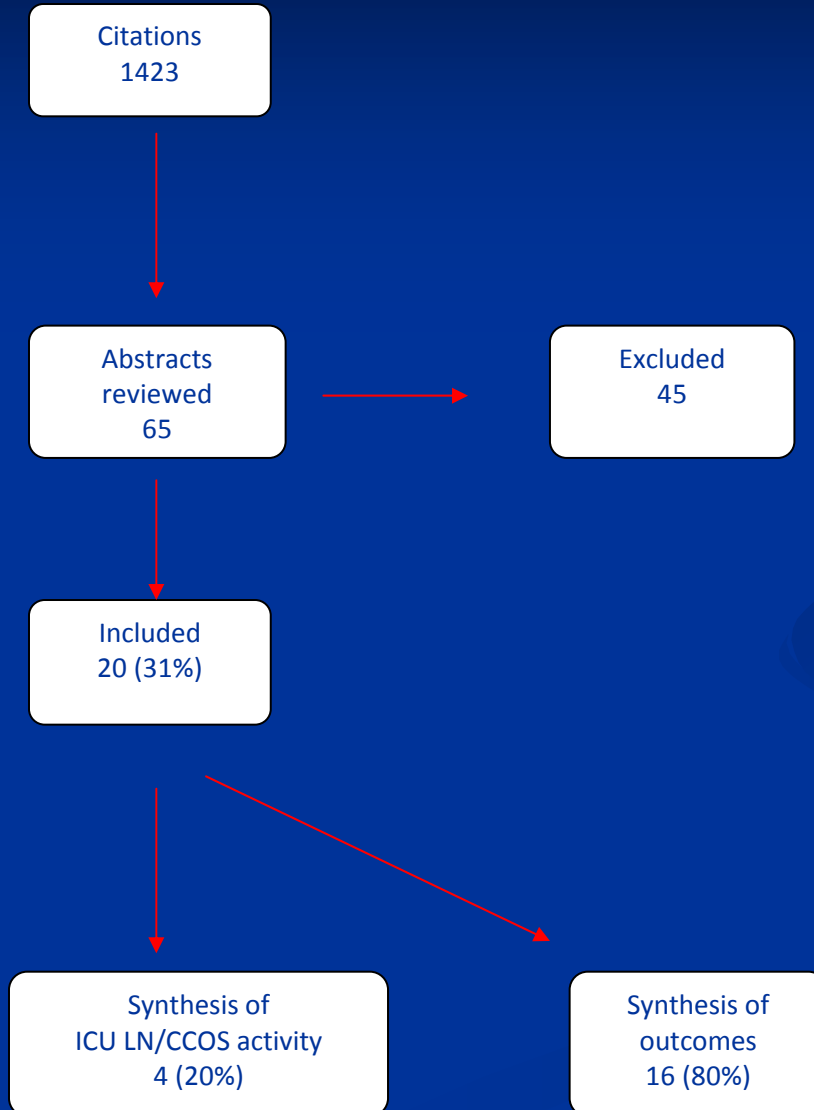 Citations
1423
Abstracts
reviewed
65
Excluded
45
Included
20 (31%)
Synthesis of
ICU LN/CCOS activity
4 (20%)
Synthesis of
outcomes
16 (80%)